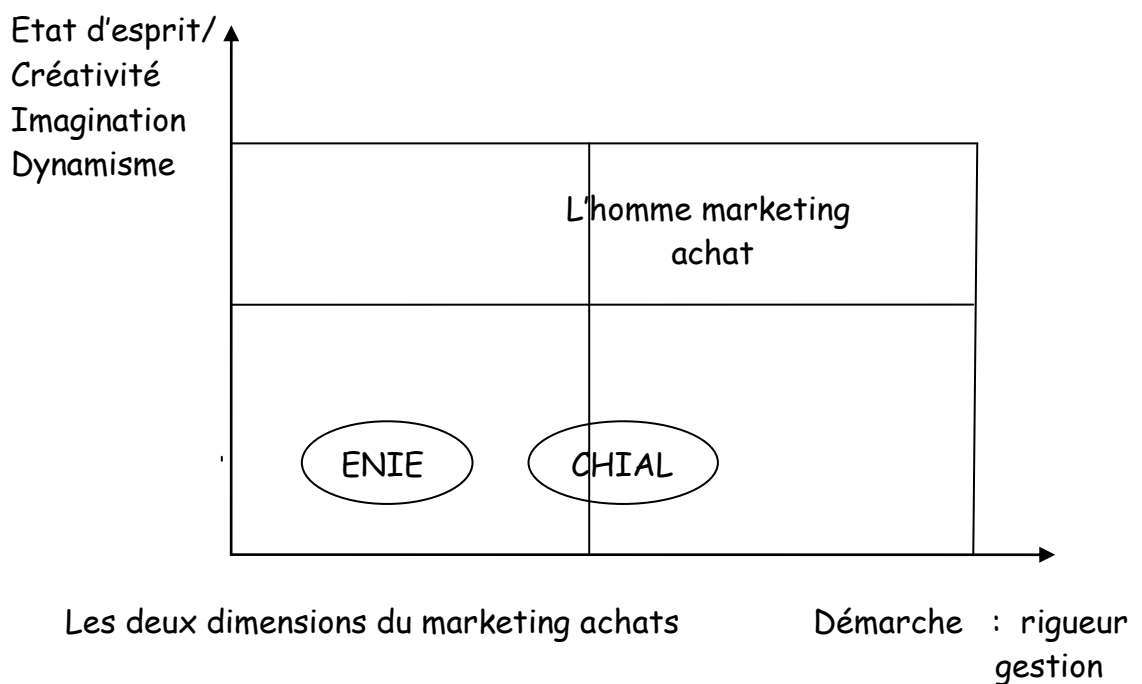 Etat d'esprit/
Créativité
Imagination
Dynamisme
L'homme marketing
achat
ENIE
CHIAL
Les deux dimensions du marketing achats
Démarche : rigueur
gestion